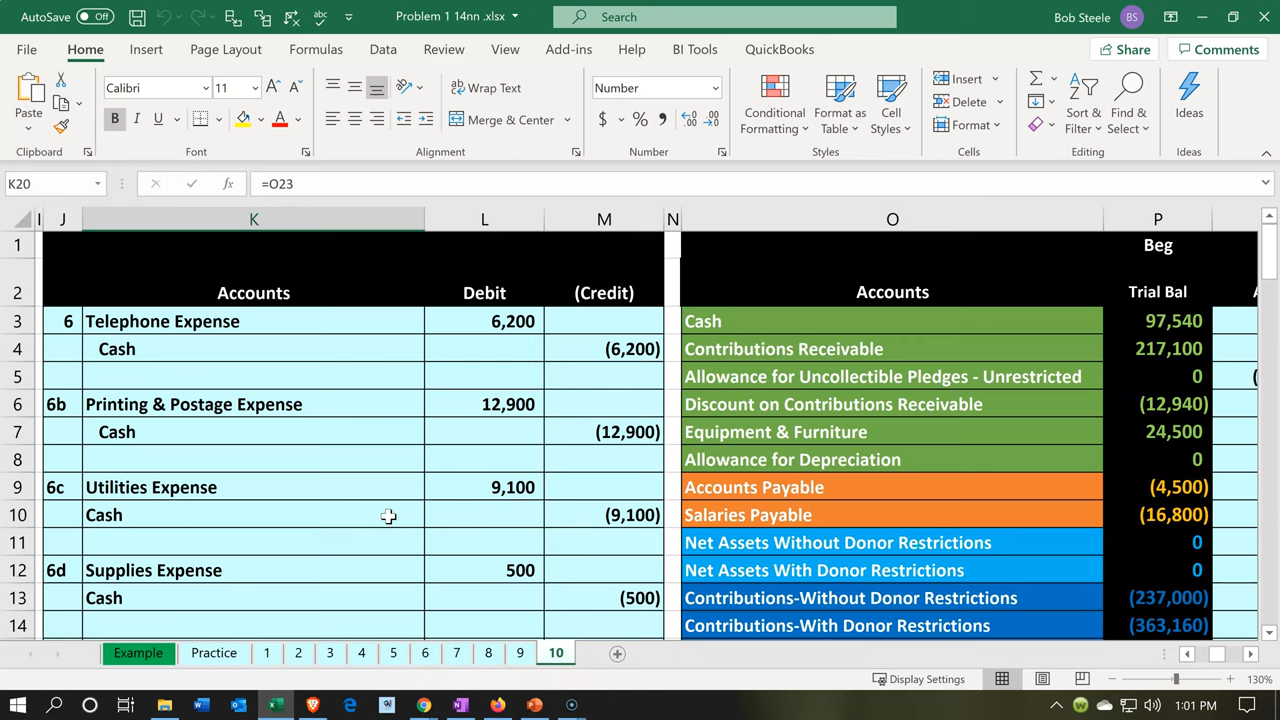 AutoSave Off abc Problem 1 14nn .xlsx Search Bob Steele BS
File Home Insert Page Layout Formulas Data Review View Add-ins Help BI Tools QuickBooks Share Comments
Calibri 11 A A Wrap Text Number Insert
Paste B I U A Merge & Center $ % , Conditional Formatting Format as Table Cell Styles Delete Format Sort & Filter Find & Select Ideas
Clipboard Font Alignment Number Styles Cells Editing Ideas
K20 fx =O23
I J K L M N O P
1 Beg
2 Accounts Debit (Credit) Accounts Trial Bal
3 6 Telephone Expense 6,200 Cash 97,540
4 Cash (6,200) Contributions Receivable 217,100
5 Allowance for Uncollectible Pledges - Unrestricted 0 (
6 6b Printing & Postage Expense 12,900 Discount on Contributions Receivable (12,940)
7 Cash (12,900) Equipment & Furniture 24,500
8 Allowance for Depreciation 0
9 6c Utilities Expense 9,100 Accounts Payable (4,500)
10 Cash (9,100) Salaries Payable (16,800)
11 Net Assets Without Donor Restrictions 0
12 6d Supplies Expense 500 Net Assets With Donor Restrictions 0
13 Cash (500) Contributions-Without Donor Restrictions (237,000)
14 Contributions-With Donor Restrictions (363,160)
Example Practice 1 2 3 4 5 6 7 8 9 10
Display Settings 130%
1:01 PM